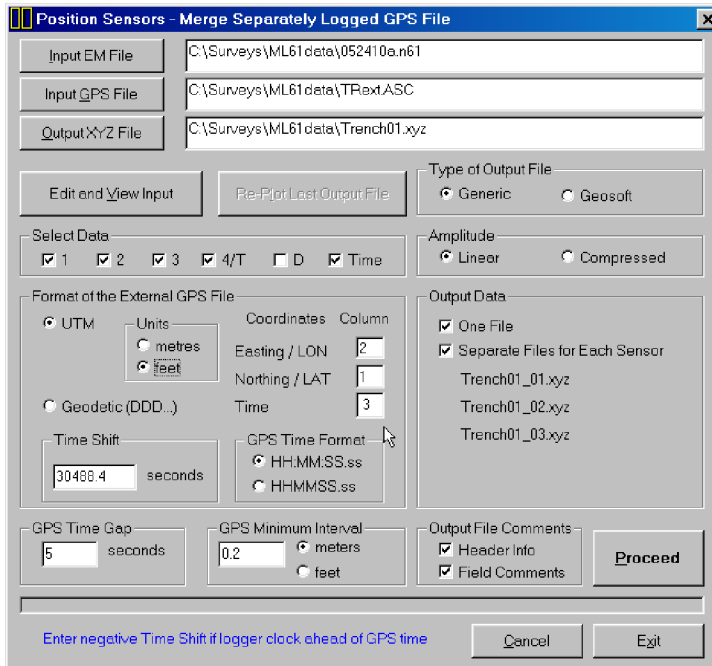 Position Sensors - Merge Separately Logged GPS File
Input EM File
C:\Surveys\ML61data\052410a.n61
Input GPS File
C:\Surveys\ML61data\TRext.ASC
Output XYZ File
C:\Surveys\ML61data\Trench01.xyz
Edit and View Input
Re-Plot Last Output File
Type of Output File
Generic
Geosoft
Select Data
1
2
3
4/T
D
Time
Amplitude
Linear
Compressed
Format of the External GPS File
UTM
Units
metres
feet
Coordinates Column
Easting / LON 2
Northing / LAT 1
Geodetic (DDD...)
Time 3
Time Shift
30488.4 seconds
GPS Time Format
HH:MM:SS.ss
HHMMSS.ss
Output Data
One File
Separate Files for Each Sensor
Trench01_01.xyz
Trench01_02.xyz
Trench01_03.xyz
GPS Time Gap
5 seconds
GPS Minimum Interval
0.2
meters
feet
Output File Comments
Header Info
Field Comments
Proceed
Enter negative Time Shift if logger clock ahead of GPS time
Cancel
Exit